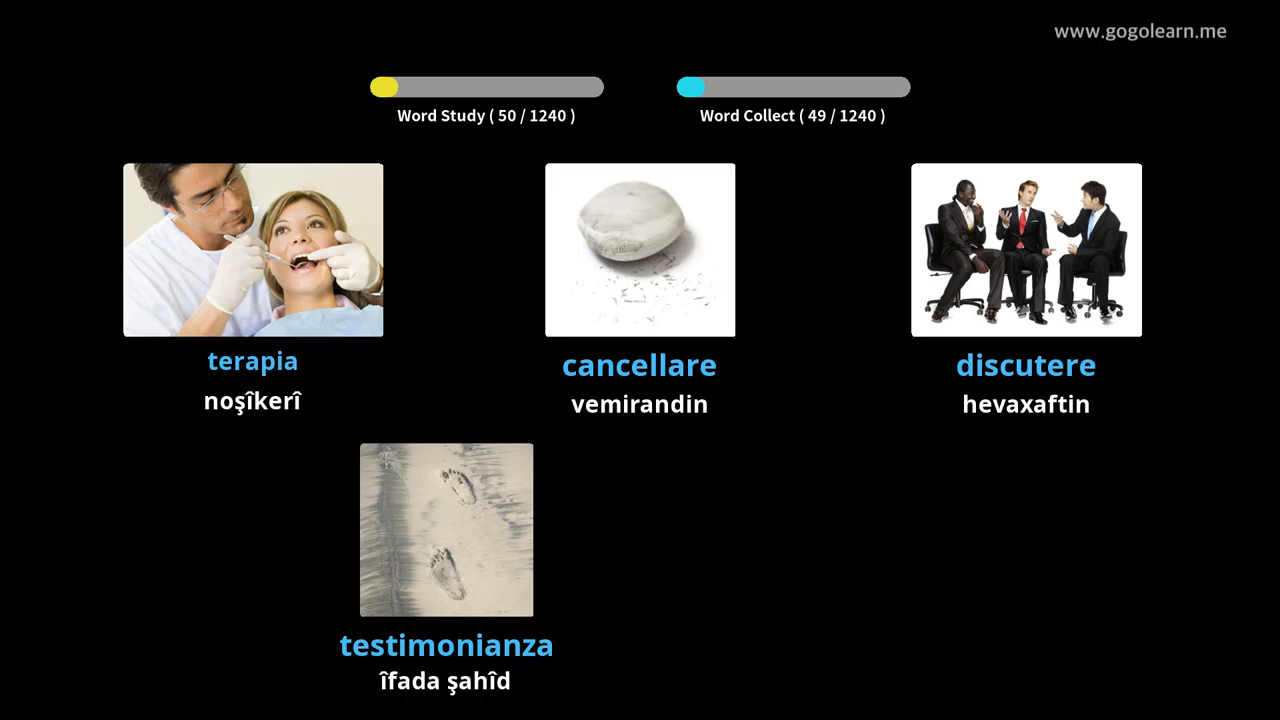 www.gogolearn.me
Word Study ( 50 / 1240 )
Word Collect ( 49 / 1240 )
terapia
noşîkerî
cancellare
vemirandin
discutere
hevaxaftin
testimonianza
îfada şahîd